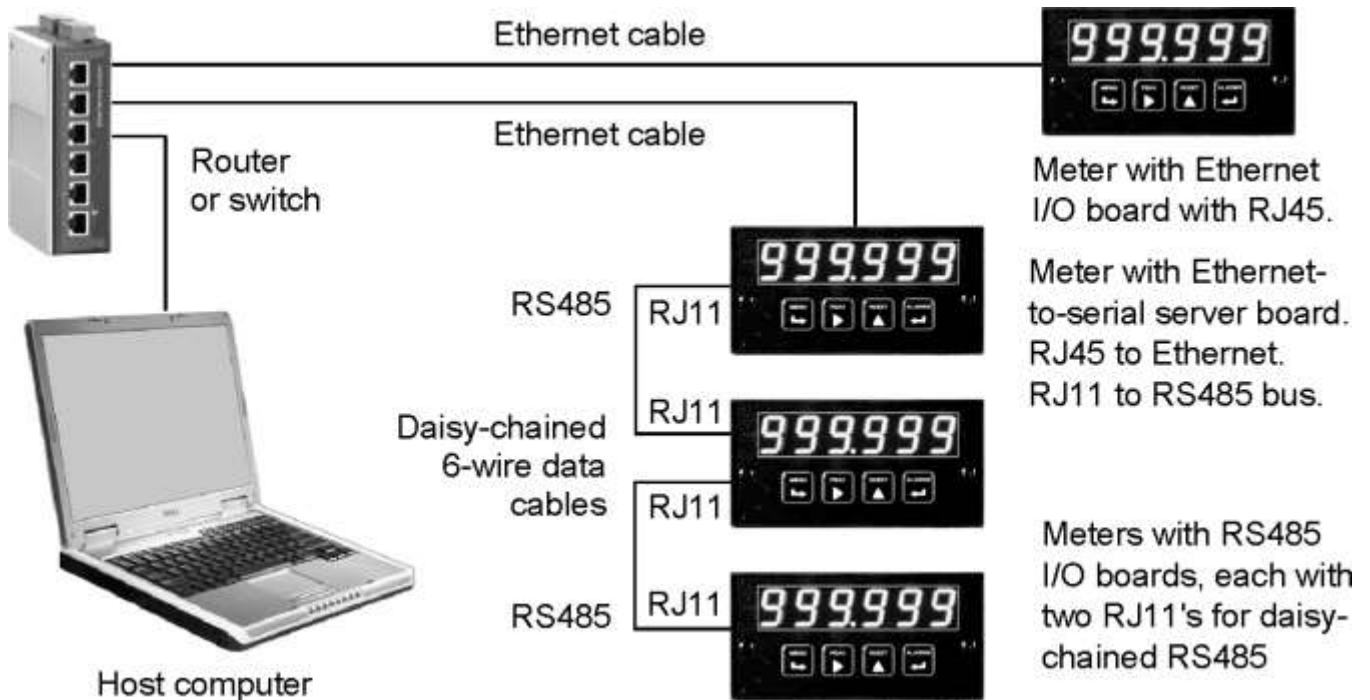 Ethernet cable
999.999
Ethernet cable
Router
or switch
Meter with Ethernet
I/O board with RJ45.
999.999
RS485
RJ11
Meter with Ethernet-
to-serial server board.
RJ45 to Ethernet.
RJ11 to RS485 bus.
RJ11
999.999
Daisy-chained
6-wire data
cables
RJ11
Meters with RS485
I/O boards, each with
two RJ11's for daisy-
chained RS485
RS485
RJ11
999.999
Host computer